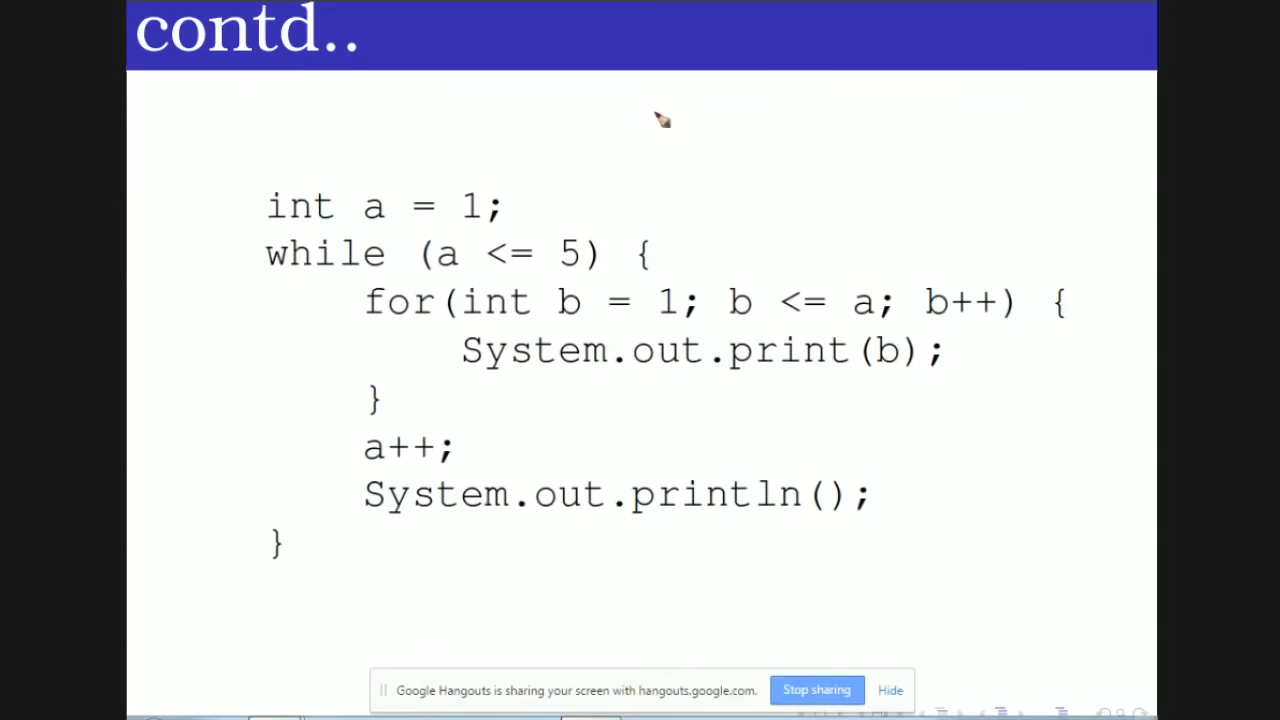 contd..
int a = 1;
while (a <= 5) {
for(int b = 1; b <= a; b++) {
System.out.print(b);
}
a++;
System.out.println();
}
Google Hangouts is sharing your screen with hangouts.google.com. Stop sharing Hide